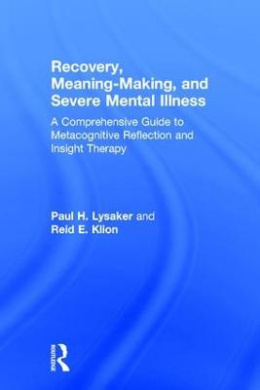 Recovery,
Meaning-Making, and
Severe Mental Illness
A Comprehensive Guide to
Metacognitive Reflection and
Insight Therapy
Paul H. Lysaker and
Reid E. Klion
ROUTLEDGE